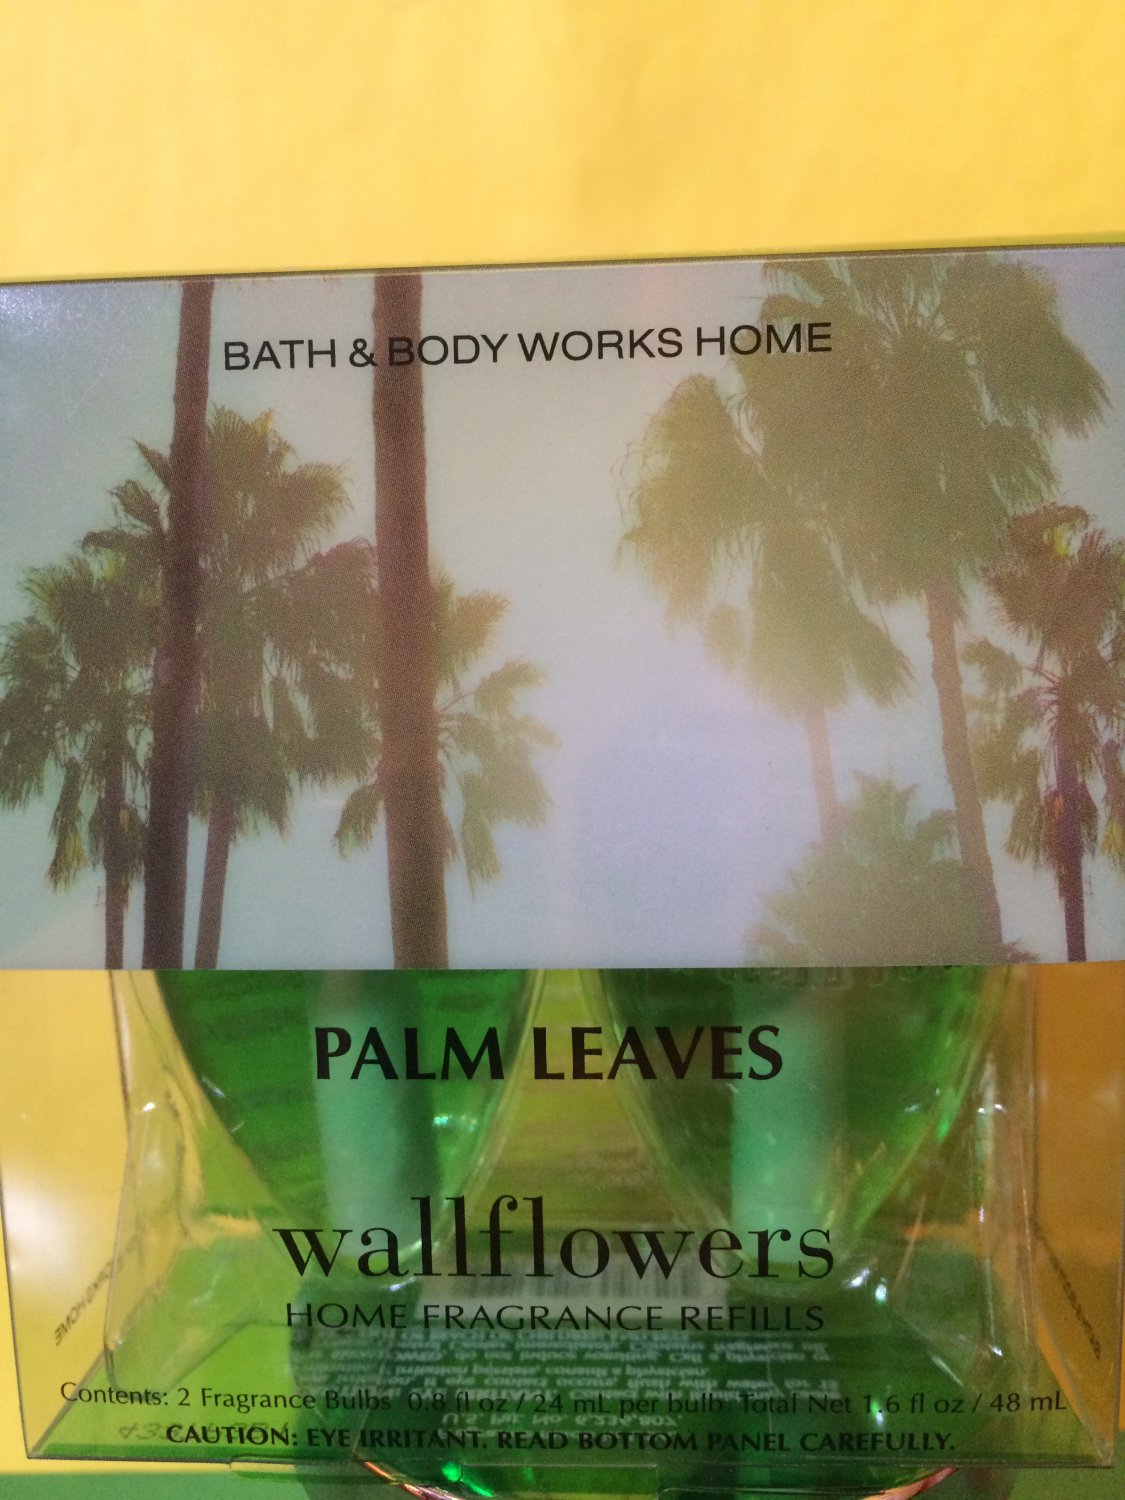 BATH & BODY WORKS HOME
PALM LEAVES
wallflowers
HOME FRAGRANCE REFILLS
Contents: 2 Fragrance Bulbs 0.8 fl oz / 24 mL per bulb Total Net 1.6 fl oz / 48 mL
CAUTION: EYE IRRITANT. READ BOTTOM PANEL CAREFULLY.